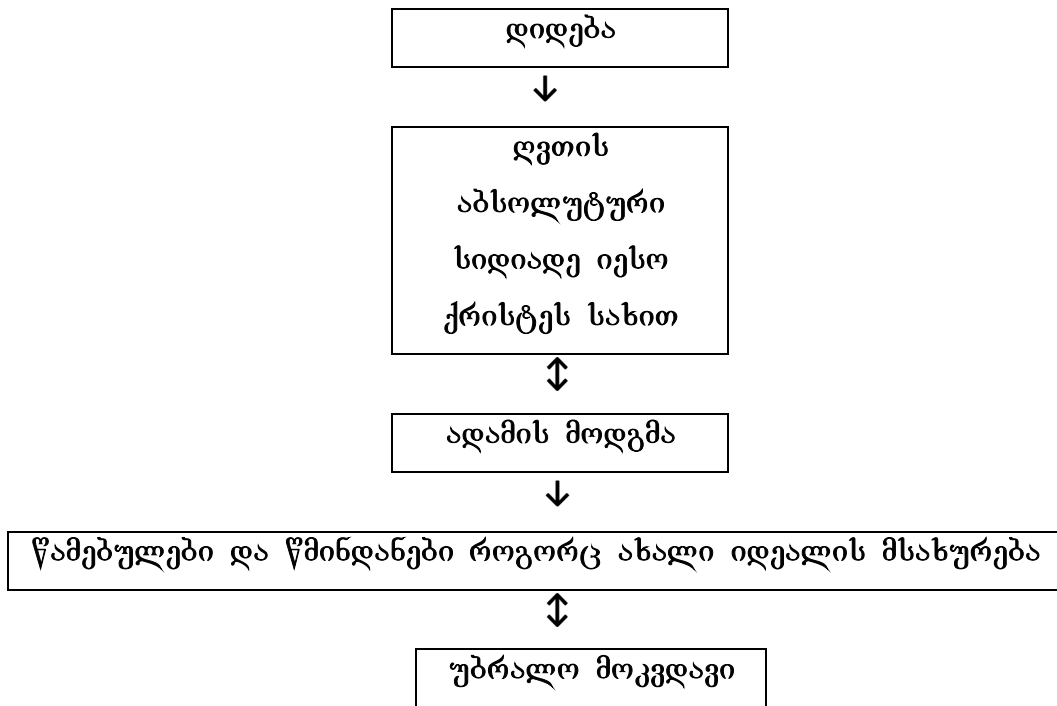 დიდება
ღვთის
აბსოლუტური
სიდიადე იესო
ქრისტეს სახით
ადამის მოდგმა
წამებულები და წმინდანები როგორც ახალი იდეალის მსახურება
უბრალო მოკვდავი